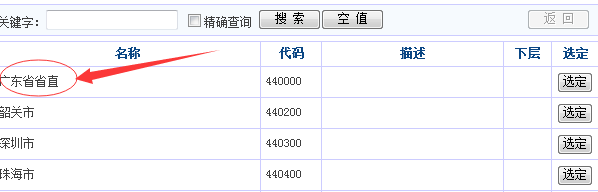 关键字： 精确查询 搜 索 空 值 返 回
名称 代码 描述 下层 选定
广东省省直 440000 选定
韶关市 440200 选定
深圳市 440300 选定
珠海市 440400 选定